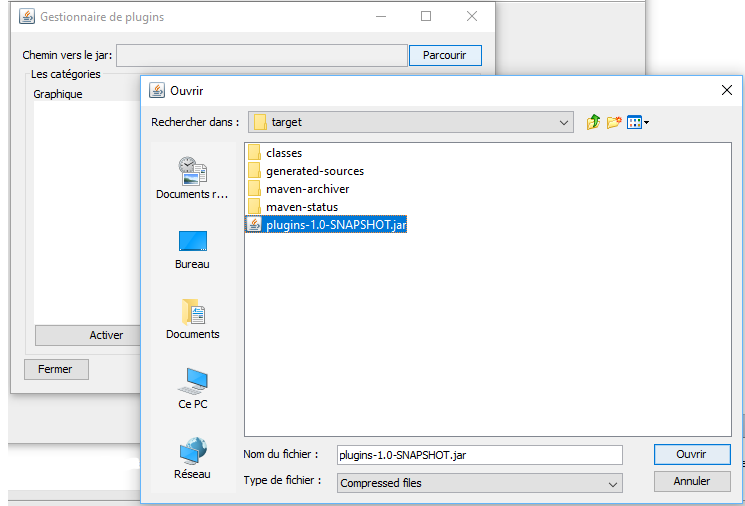 Gestionnaire de plugins
Chemin vers le jar:
Parcourir
Les catégories
Graphique
Activer
Fermer
Ouvrir
Rechercher dans :
target
Documents r...
Bureau
Documents
Ce PC
Réseau
classes
generated-sources
maven-archiver
maven-status
plugins-1.0-SNAPSHOT.jar
Nom du fichier :
plugins-1.0-SNAPSHOT.jar
Ouvrir
Type de fichier :
Compressed files
Annuler